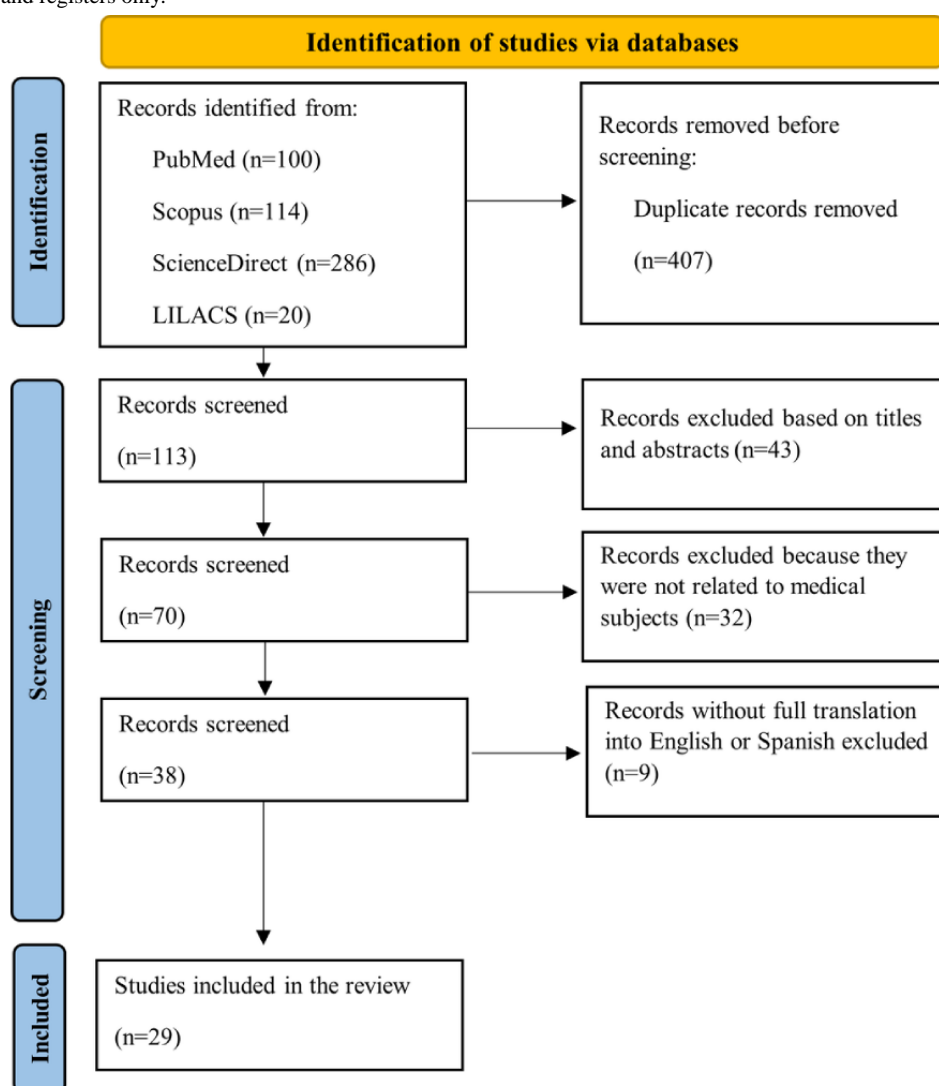 and registers only.
Identification of studies via databases
Identification
Records identified from:
PubMed (n=100)
Scopus (n=114)
ScienceDirect (n=286)
LILACS (n=20)
Records removed before
screening:
Duplicate records removed
(n=407)
Screening
Records screened
(n=113)
Records excluded based on titles
and abstracts (n=43)
Records screened
(n=70)
Records excluded because they
were not related to medical
subjects (n=32)
Records screened
(n=38)
Records without full translation
into English or Spanish excluded
(n=9)
Included
Studies included in the review
(n=29)